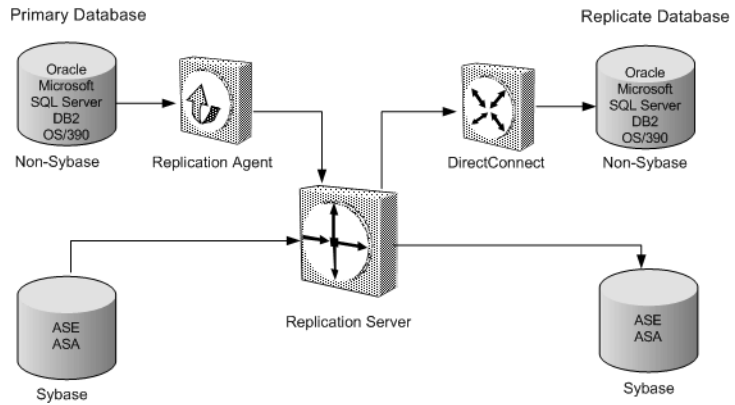 Primary Database
Replicate Database
Oracle
Microsoft
SQL Server
DB2
OS/390
Non-Sybase
Replication Agent
DirectConnect
Oracle
Microsoft
SQL Server
DB2
OS/390
Non-Sybase
Replication Server
ASE
ASA
Sybase
ASE
ASA
Sybase